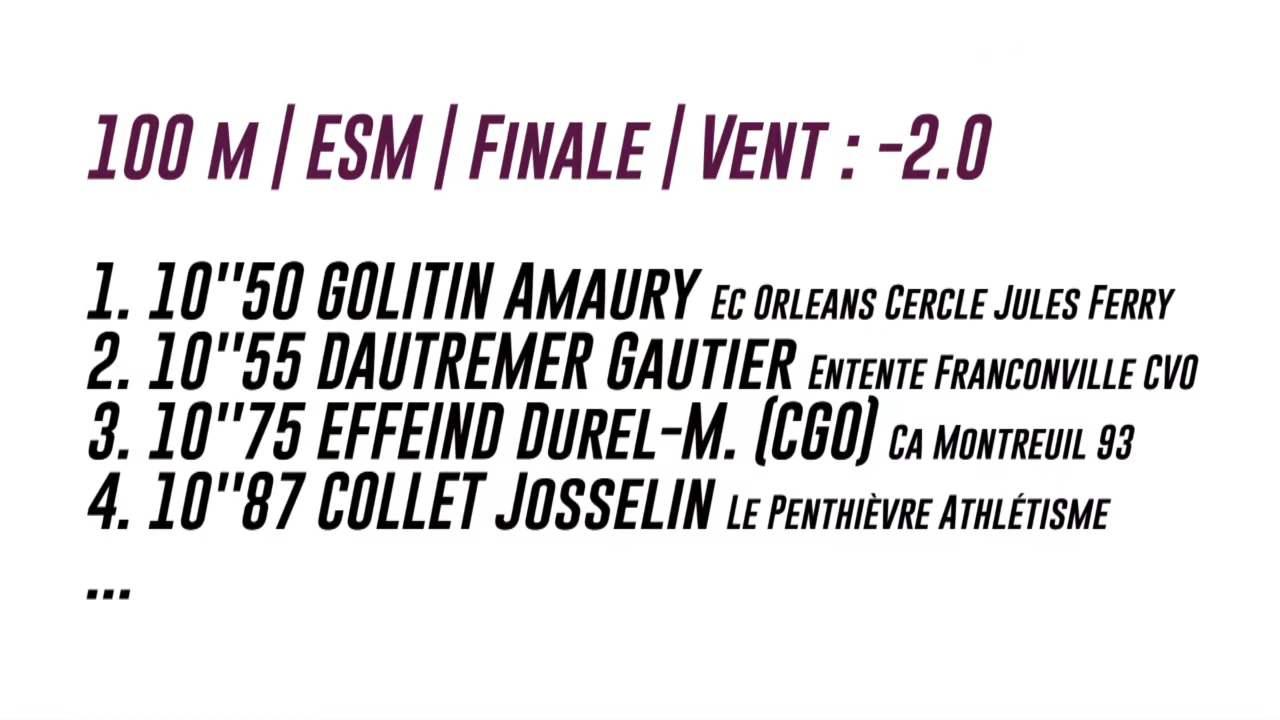 100 m | ESM | Finale | Vent : -2.0
1. 10''50 GOLITIN Amaury Ec Orleans Cercle Jules Ferry
2. 10''55 DAUTREMER Gautier Entente Franconville CVO
3. 10''75 EFFEIND Durel-M. (CGO) Ca Montreuil 93
4. 10''87 COLLET Josselin Le Penthièvre Athlétisme
...